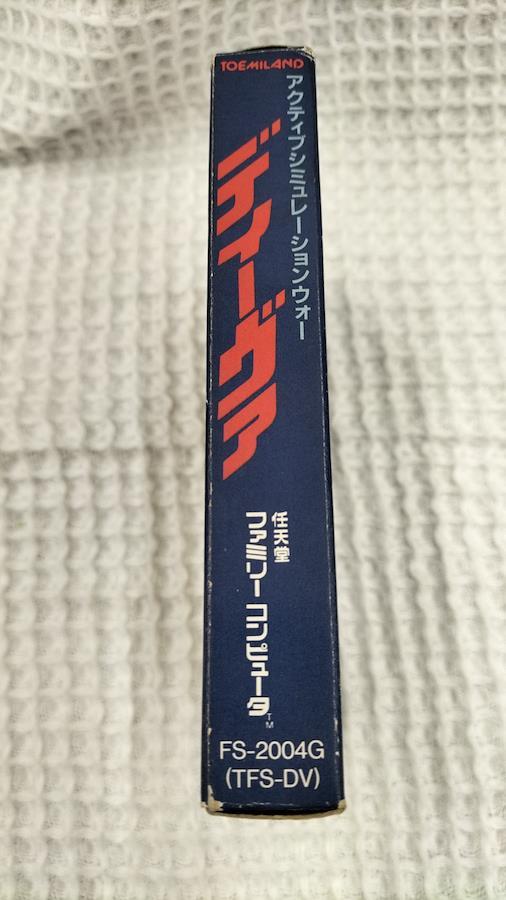 TOEMILAND
アクティブシミュレーションウォー
ディーヴァ
任天堂
ファミリーコンピュータTM
FS-2004G
(TFS-DV)